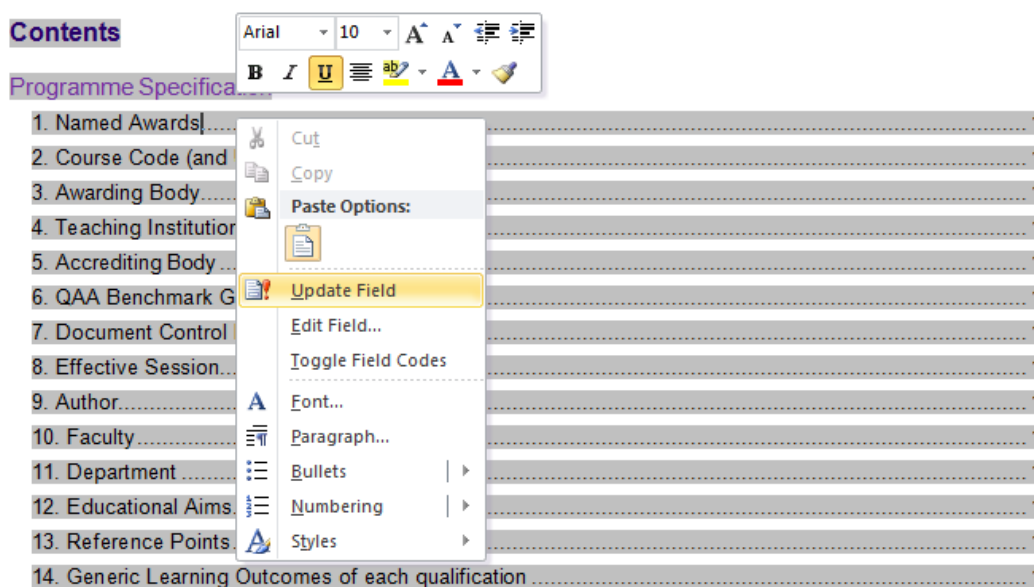 Contents
Arial 10
B I U
Programme Specifica
1. Named Awards
2. Course Code (and
3. Awarding Body
4. Teaching Institution
5. Accrediting Body
6. QAA Benchmark G
7. Document Control
8. Effective Session
9. Author
10. Faculty
11. Department
12. Educational Aims
13. Reference Points
14. Generic Learning Outcomes of each qualification
Cut
Copy
Paste Options:
Update Field
Edit Field...
Toggle Field Codes
Font...
Paragraph...
Bullets
Numbering
Styles